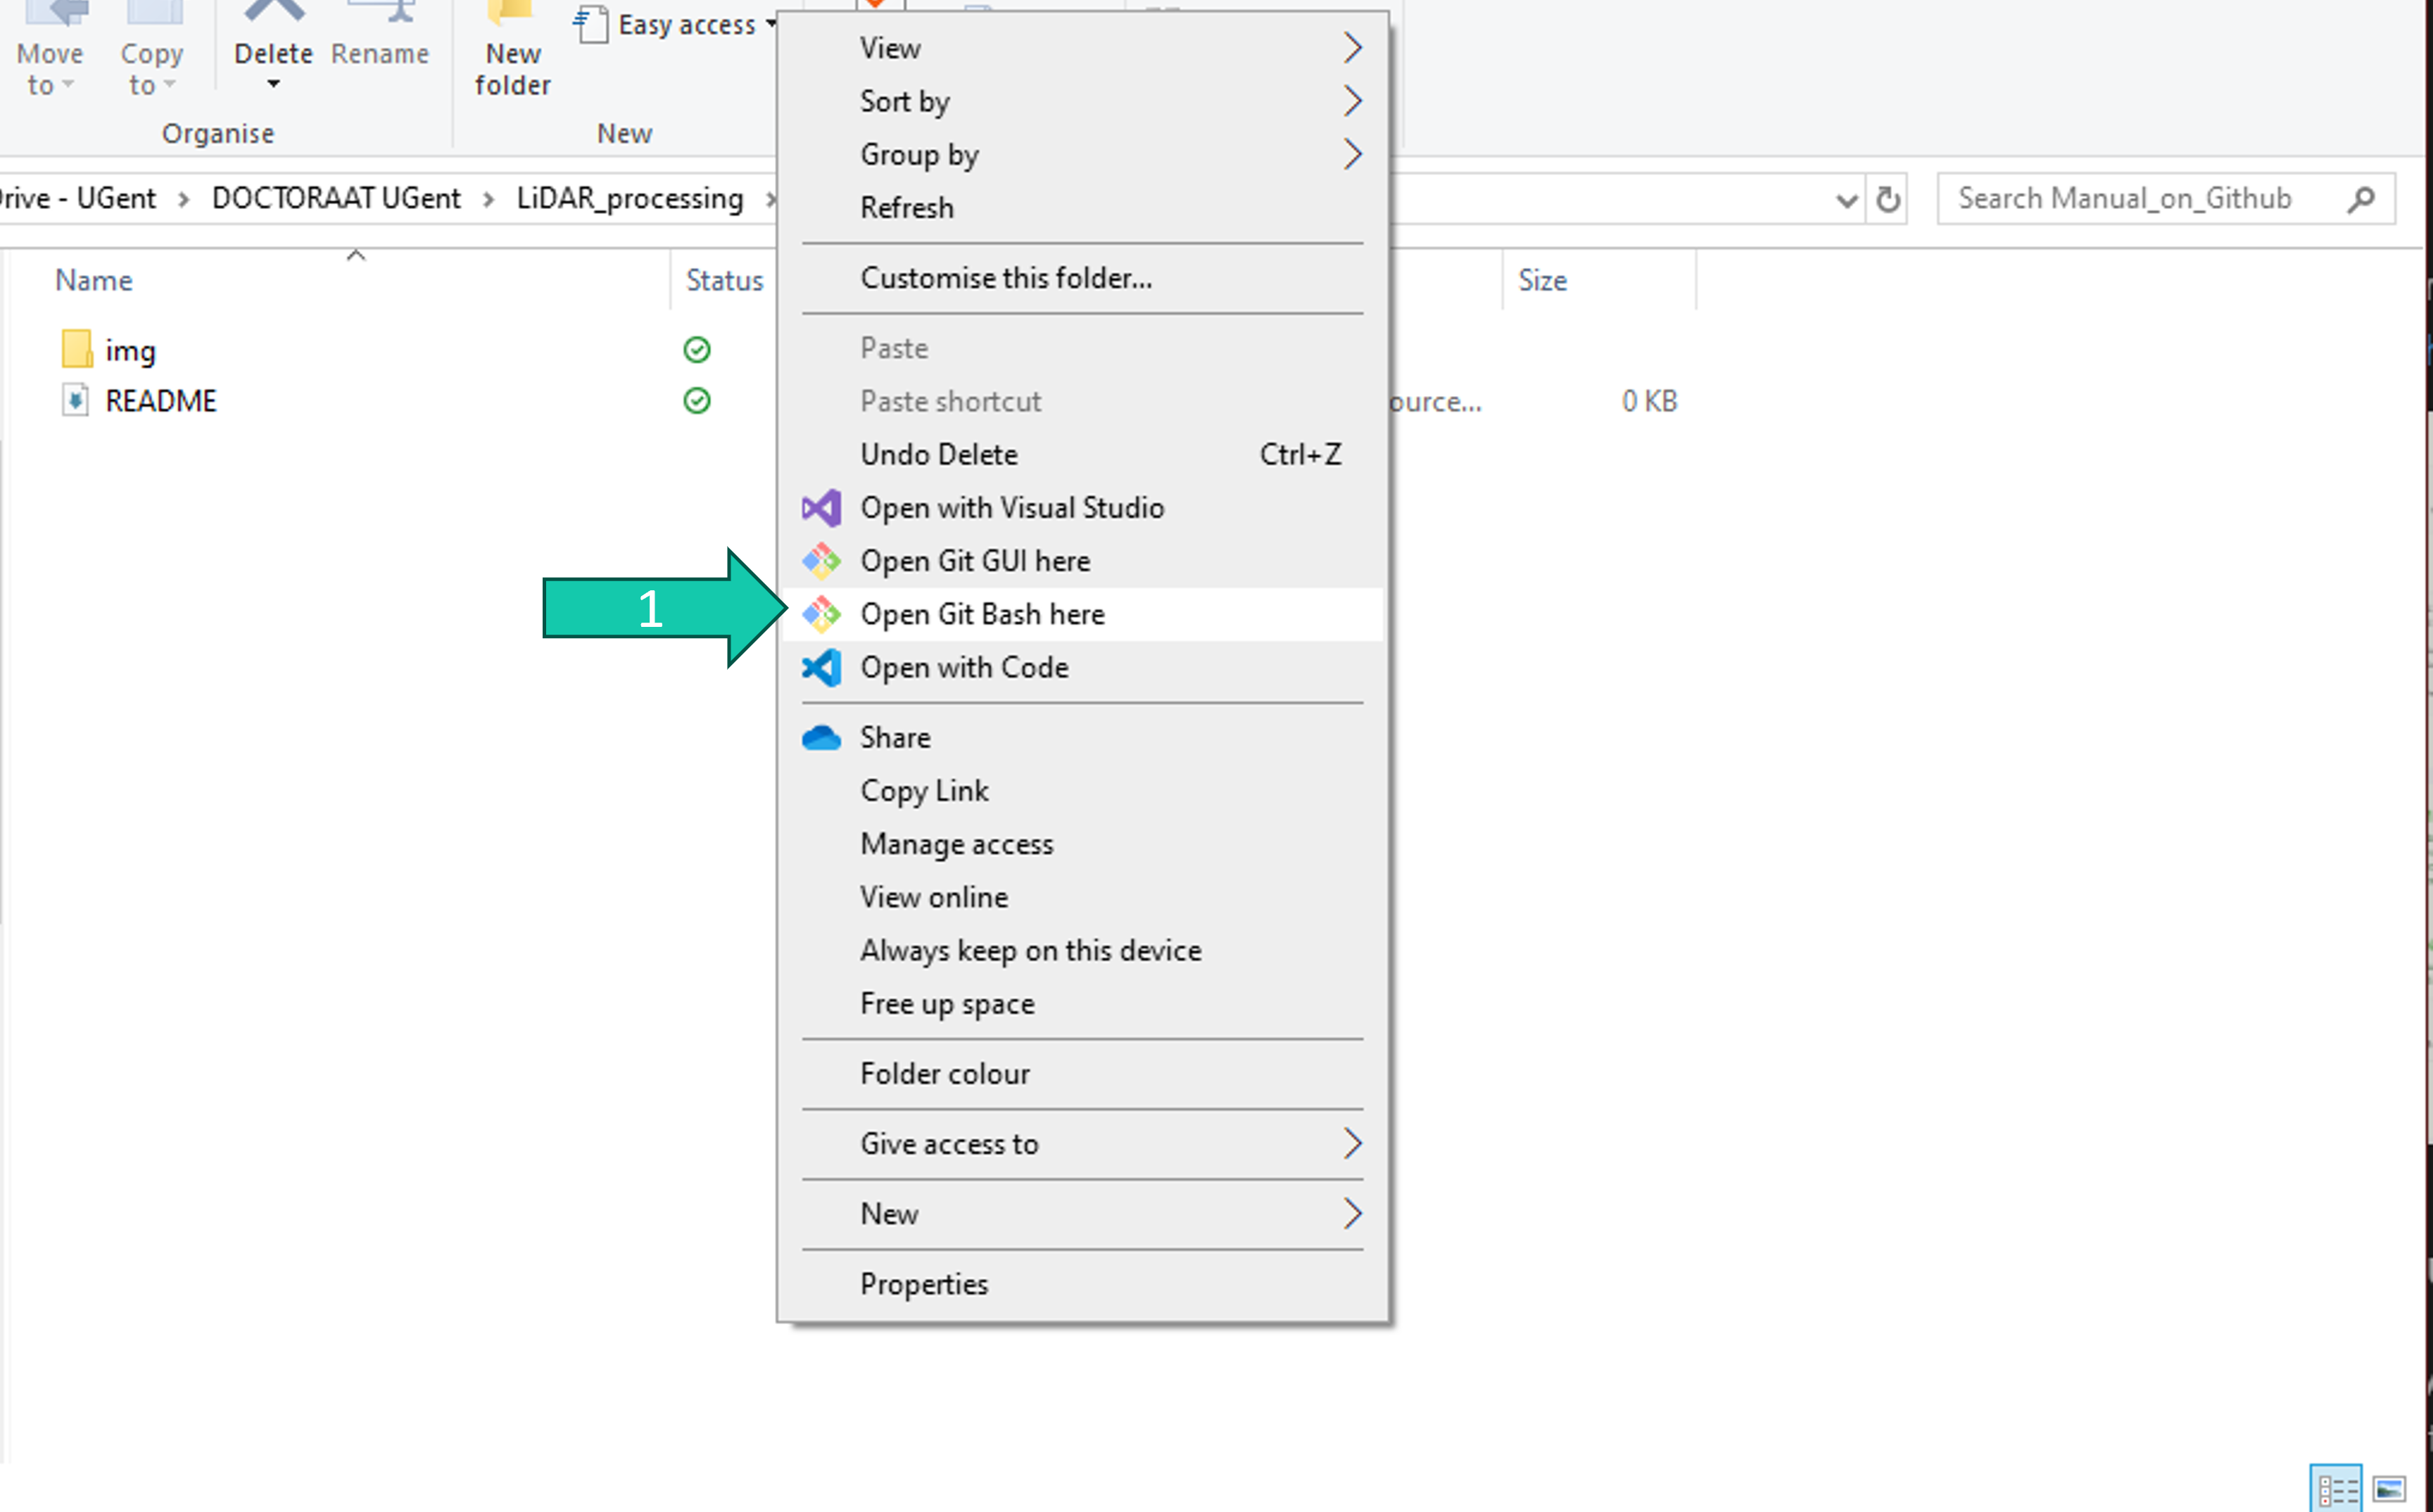 Move to
Copy to
Delete
Rename
New folder
Easy access
Organise
New
rive - UGent > DOCTORAAT UGent > LiDAR_processing >
Search Manual_on_Github
Name
Status
Size
img
README
ource...
0 KB
View
Sort by
Group by
Refresh
Customise this folder...
Paste
Paste shortcut
Undo Delete Ctrl+Z
Open with Visual Studio
Open Git GUI here
1
Open Git Bash here
Open with Code
Share
Copy Link
Manage access
View online
Always keep on this device
Free up space
Folder colour
Give access to
New
Properties